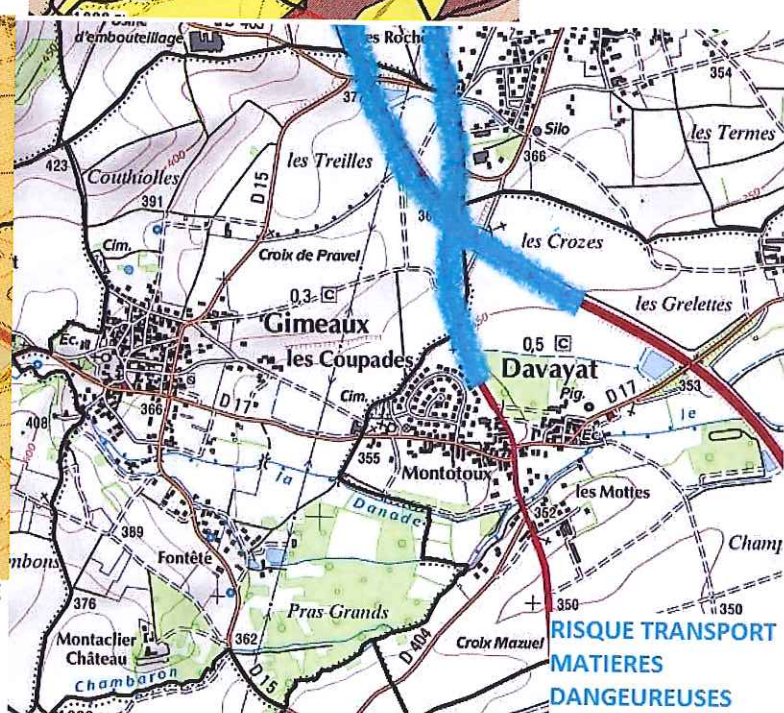 d'embouteillage
es Roch
377
354
Silo
les Termes
366
423
Couthiolles
400
les Treilles
391
D 15
les Crozes
Cim.
Croix de Pravel
0,3 C
les Grelettes
Gimeaux
Ec.
les Coupades
0,5 C
Davayat
Pig.
D 17
353
Cim.
D 17
366
408
355
Montotoux
Ec
le
la
Danade
les Mottes
352
389
Fontête
Champ
mbons
376
Pras Grands
350
350
Montaclier
Château
362
Croix Mazuel
D 404
D 15
Chambaron
RISQUE TRANSPORT
MATIERES
DANGEUREUSES